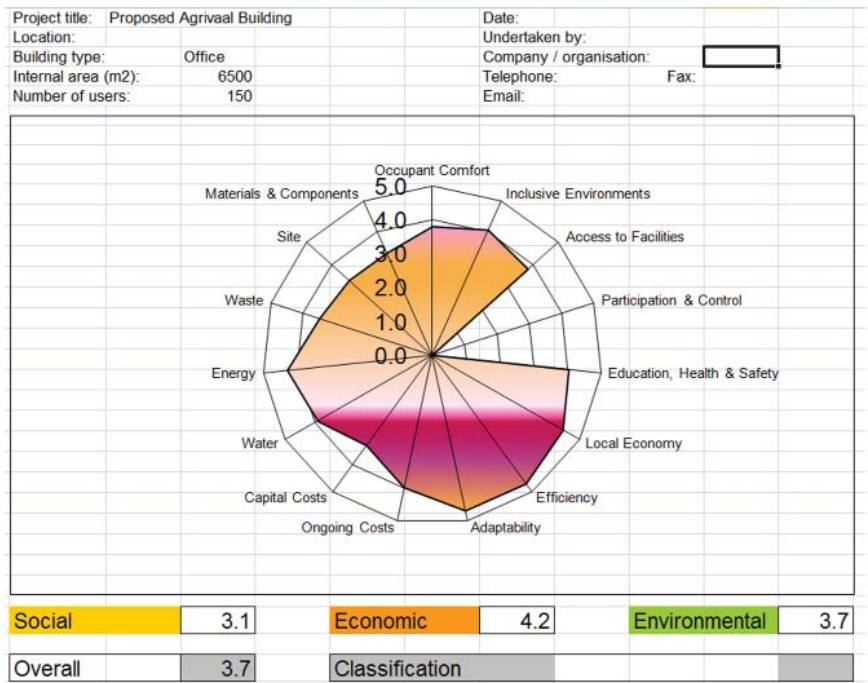 Project title: Proposed Agrivaal Building Date:
Location: Undertaken by:
Building type: Office Company / organisation:
Internal area (m2): 6500 Telephone: Fax:
Number of users: 150 Email:
Occupant Comfort
Materials & Components 5.0 Inclusive Environments
4.0
Site Access to Facilities
3.0
2.0
Waste Participation & Control
1.0
0.0
Energy Education, Health & Safety
Water Local Economy
Capital Costs Efficiency
Ongoing Costs Adaptability
Social 3.1 Economic 4.2 Environmental 3.7
Overall 3.7 Classification